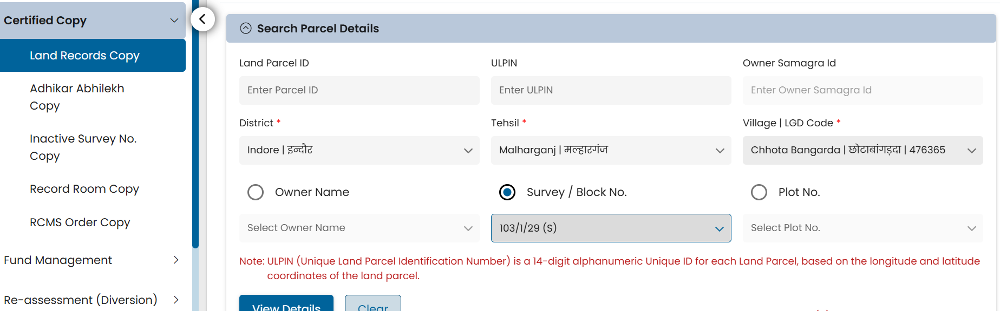 Certified Copy
Land Records Copy
Adhikar Abhilekh
Copy
Inactive Survey No.
Copy
Record Room Copy
RCMS Order Copy
Fund Management
Re-assessment (Diversion)
Search Parcel Details
Land Parcel ID ULPIN Owner Samagra Id
Enter Parcel ID Enter ULPIN Enter Owner Samagra Id
District * Tehsil * Village | LGD Code *
Indore | इन्दौर Malharganj | मल्हारगंज Chhota Bangarda | छोटाबांगड़दा | 476365
Owner Name Survey / Block No. Plot No.
Select Owner Name 103/1/29 (S) Select Plot No.
Note: ULPIN (Unique Land Parcel Identification Number) is a 14-digit alphanumeric Unique ID for each Land Parcel, based on the longitude and latitude
coordinates of the land parcel.
View Details Clear